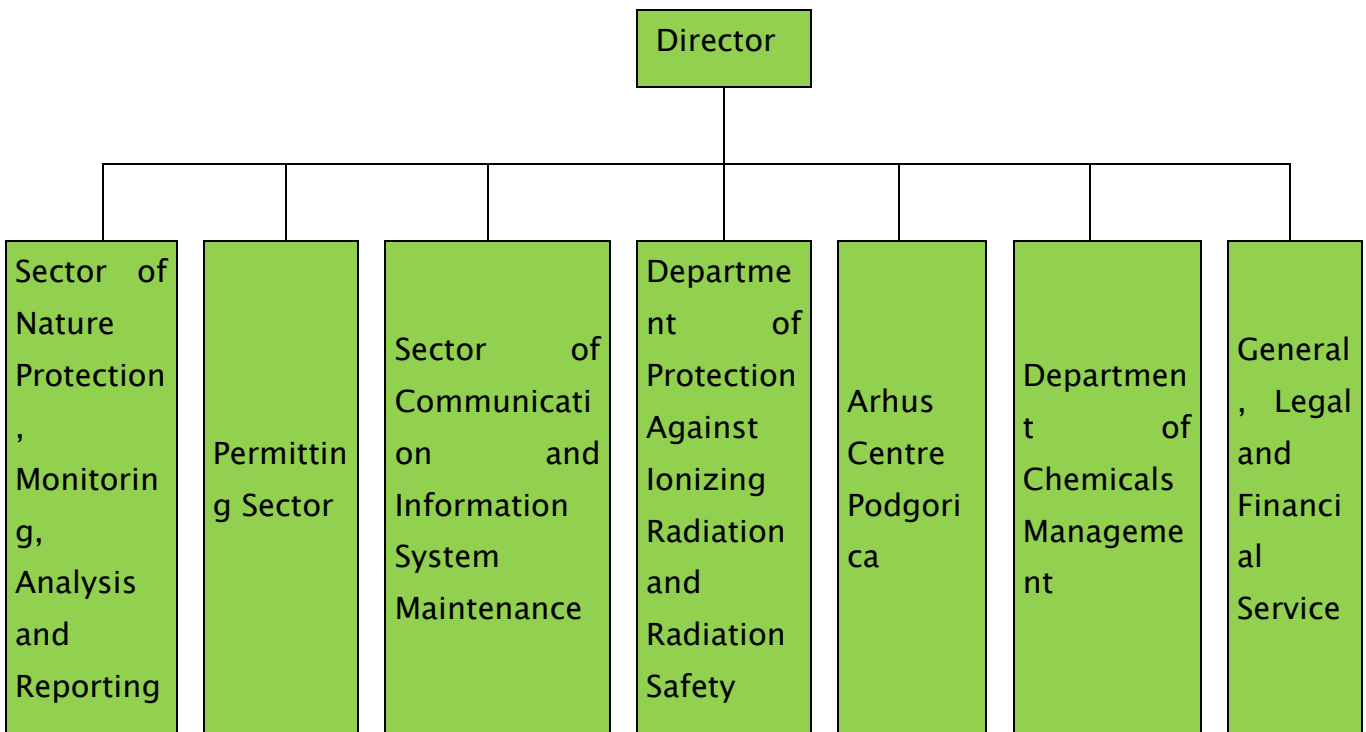 Director
Sector of
Nature
Protection
,
Monitorin
g,
Analysis
and
Reporting
Permittin
g Sector
Sector of
Communicati
on and
Information
System
Maintenance
Departme
nt of
Protection
Against
Ionizing
Radiation
and
Radiation
Safety
Arhus
Centre
Podgori
ca
Departmen
t of
Chemicals
Manageme
nt
General
, Legal
and
Financi
al
Service